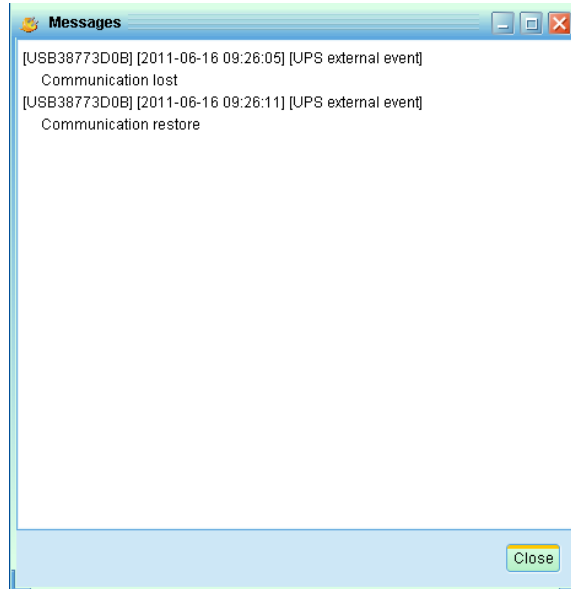 Messages
[USB38773D0B] [2011-06-16 09:26:05] [UPS external event]
Communication lost
[USB38773D0B] [2011-06-16 09:26:11] [UPS external event]
Communication restore
Close